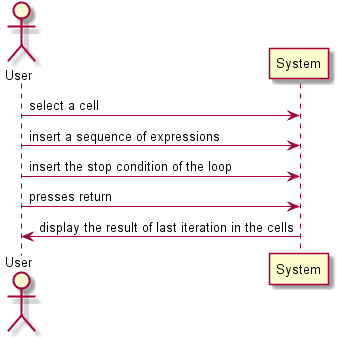 User
System
select a cell
insert a sequence of expressions
insert the stop condition of the loop
presses return
display the result of last iteration in the cells
User
System